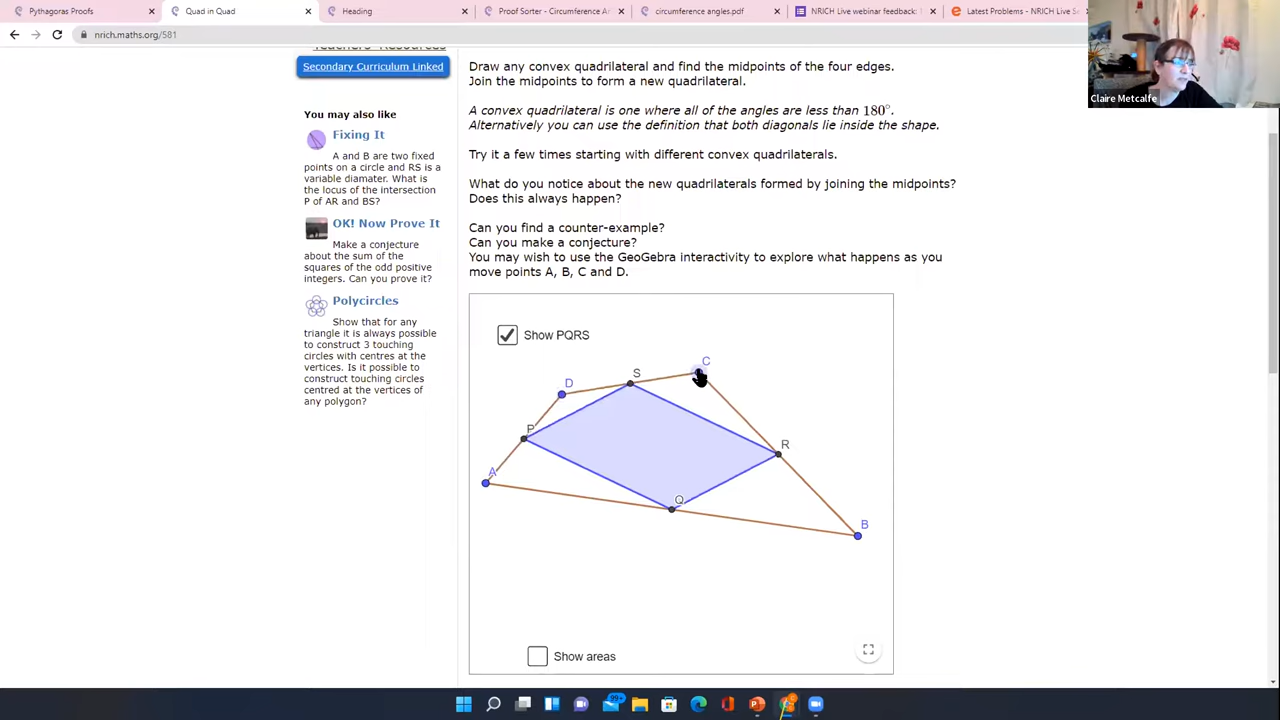 Pythagoras Proofs
Quad in Quad
Heading
Proof Sorter - Circumference A
circumference angles.pdf
NRICH Live webinar feedback:
Latest Problems - NRICH Live S
nrich.maths.org/581
Claire Metcalfe
Teachers' Resources
Secondary Curriculum Linked
You may also like
Fixing It
A and B are two fixed
points on a circle and RS is a
variable diamater. What is
the locus of the intersection
P of AR and BS?
OK! Now Prove It
Make a conjecture
about the sum of the
squares of the odd positive
integers. Can you prove it?
Polycircles
Show that for any
triangle it is always possible
to construct 3 touching
circles with centres at the
vertices. Is it possible to
construct touching circles
centred at the vertices of
any polygon?
Draw any convex quadrilateral and find the midpoints of the four edges.
Join the midpoints to form a new quadrilateral.
A convex quadrilateral is one where all of the angles are less than 180°.
Alternatively you can use the definition that both diagonals lie inside the shape.
Try it a few times starting with different convex quadrilaterals.
What do you notice about the new quadrilaterals formed by joining the midpoints?
Does this always happen?
Can you find a counter-example?
Can you make a conjecture?
You may wish to use the GeoGebra interactivity to explore what happens as you
move points A, B, C and D.
Show PQRS
C
S
D
P
R
A
Q
B
Show areas
99+